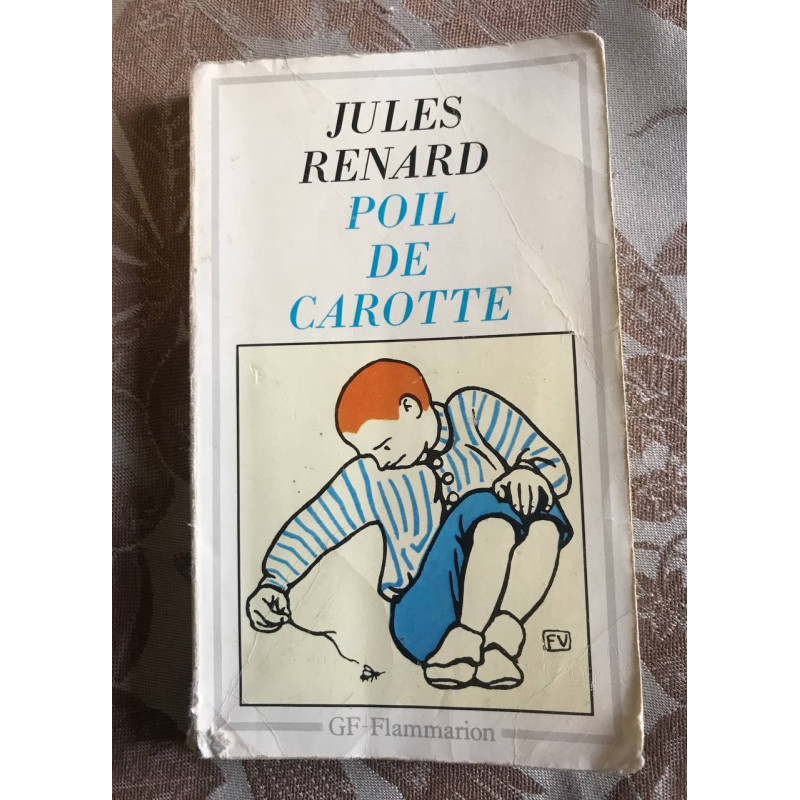 JULES
RENARD
POIL
DE
CAROTTE
FV
GF-Flammarion